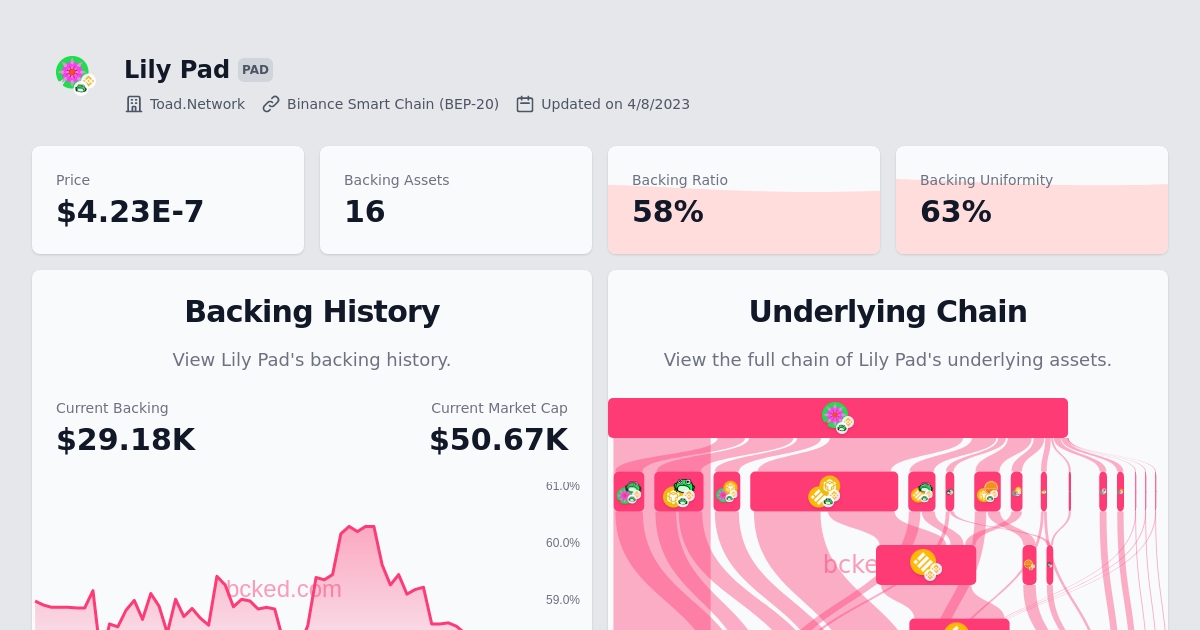 Lily Pad PAD
Toad.Network Binance Smart Chain (BEP-20) Updated on 4/8/2023
Price
$4.23E-7
Backing Assets
16
Backing Ratio
58%
Backing Uniformity
63%
Backing History
View Lily Pad's backing history.
Current Backing
$29.18K
Current Market Cap
$50.67K
61.0%
60.0%
59.0%
bcked.com
Underlying Chain
View the full chain of Lily Pad's underlying assets.
bcke